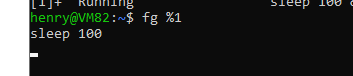 [1]+  Running                 sleep 100 &
henry@VM82:~$ fg %1
sleep 100